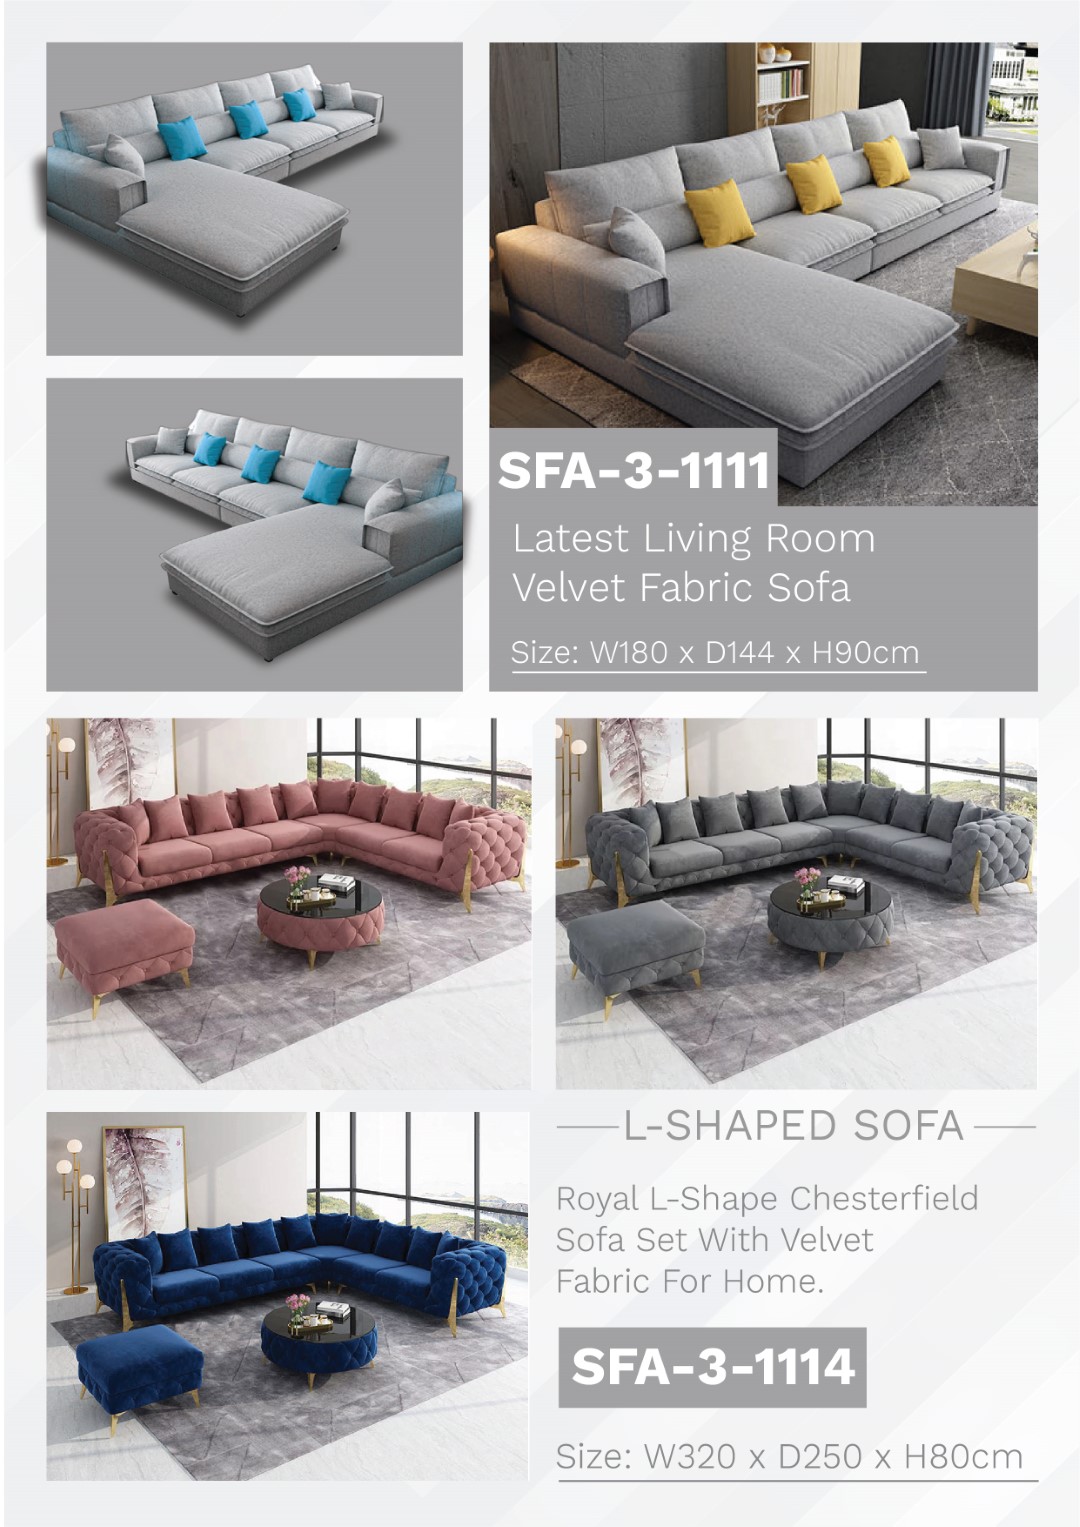 SFA-3-1111
Latest Living Room
Velvet Fabric Sofa
Size: W180 x D144 x H90cm
L-SHAPED SOFA
Royal L-Shape Chesterfield
Sofa Set With Velvet
Fabric For Home.
SFA-3-1114
Size: W320 x D250 x H80cm